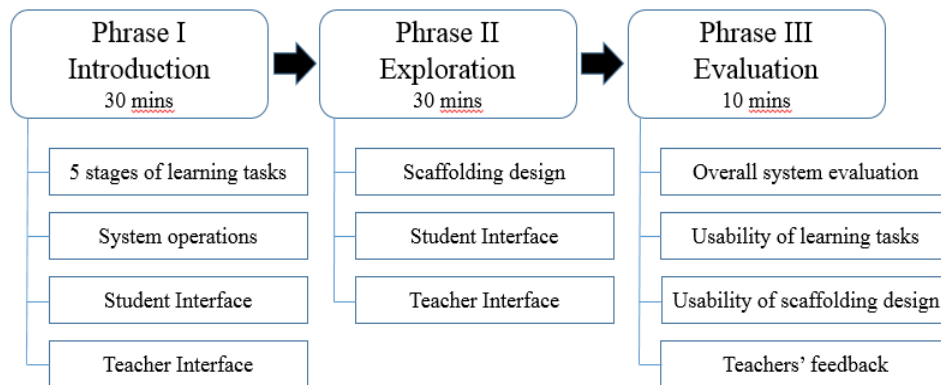 Phrase I
Introduction
30 mins
5 stages of learning tasks
System operations
Student Interface
Teacher Interface
Phrase II
Exploration
30 mins
Scaffolding design
Student Interface
Teacher Interface
Phrase III
Evaluation
10 mins
Overall system evaluation
Usability of learning tasks
Usability of scaffolding design
Teachers’ feedback